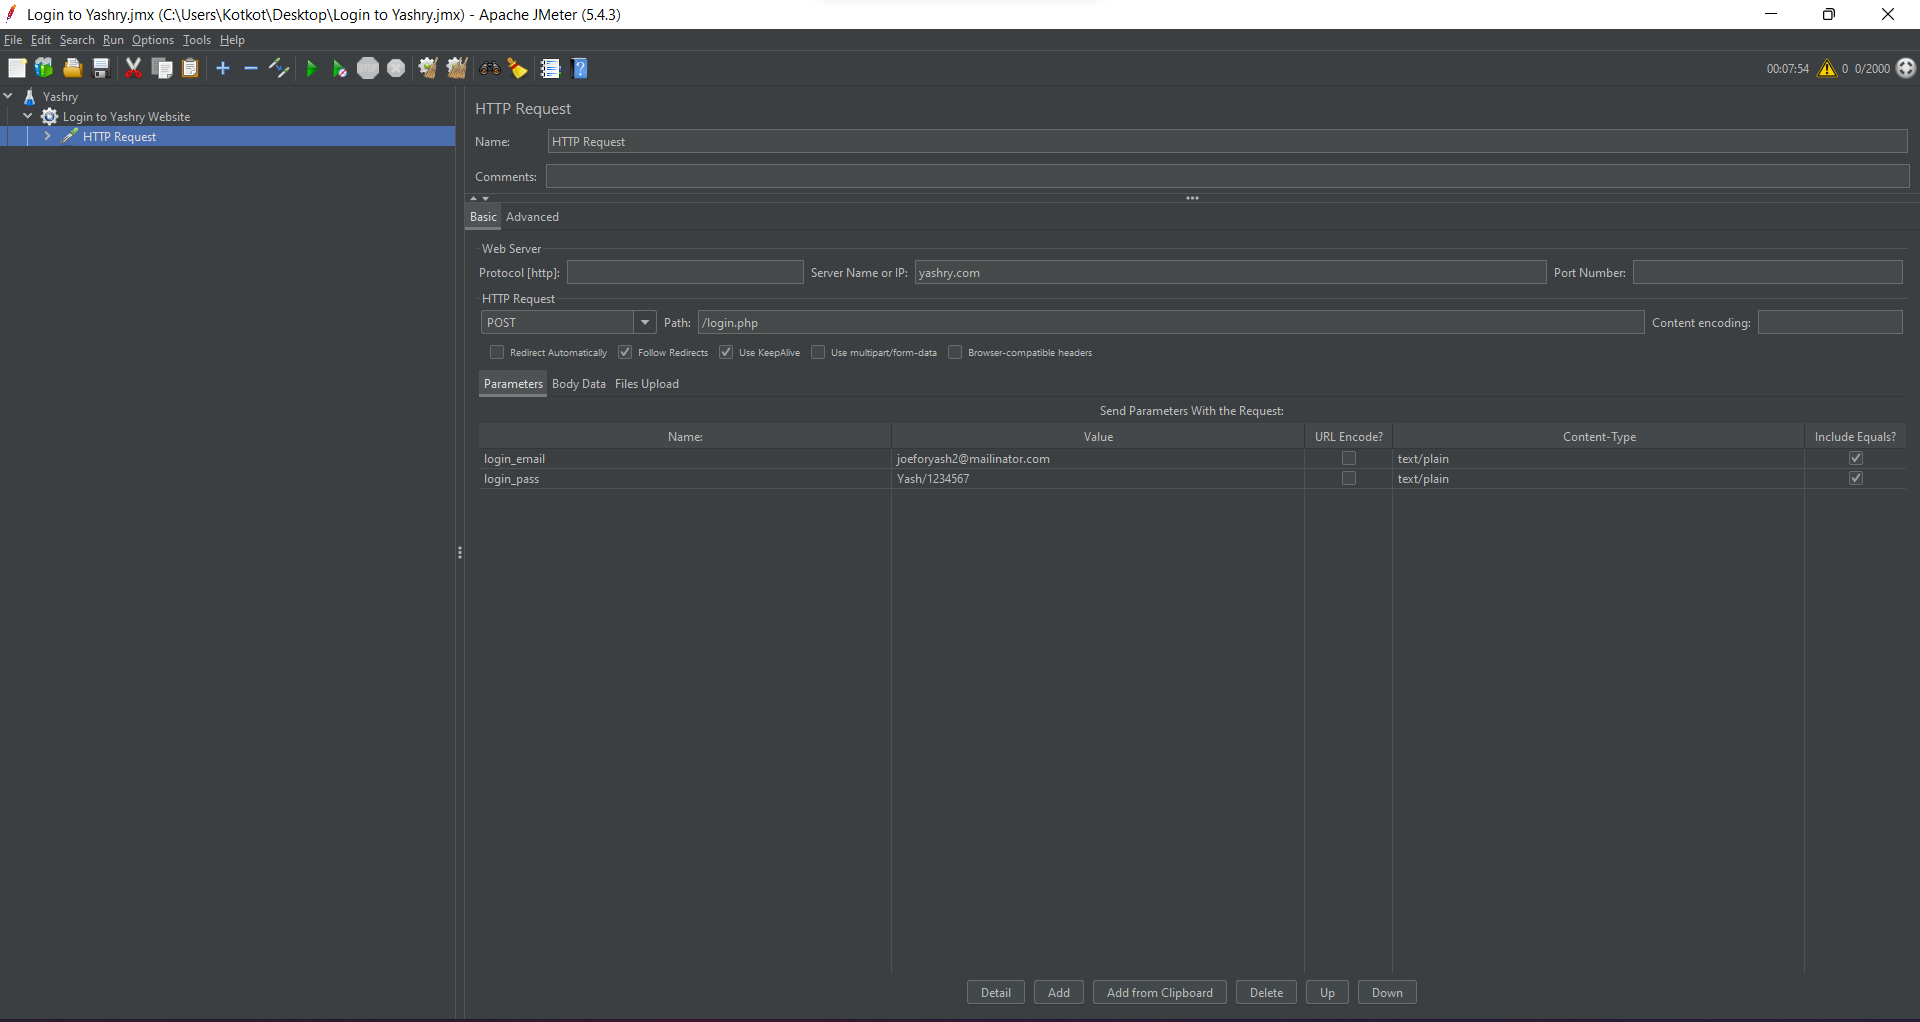 Login to Yashry.jmx (C:\Users\Kotkot\Desktop\Login to Yashry.jmx) - Apache JMeter (5.4.3)
File Edit Search Run Options Tools Help
00:07:54 0 0/2000
Yashry
Login to Yashry Website
HTTP Request
HTTP Request
Name: HTTP Request
Comments:
Basic Advanced
Web Server
Protocol [http]: Server Name or IP: yashry.com Port Number:
HTTP Request
POST Path: /login.php Content encoding:
Redirect Automatically Follow Redirects Use KeepAlive Use multipart/form-data Browser-compatible headers
Parameters Body Data Files Upload
Send Parameters With the Request:
Name: Value URL Encode? Content-Type Include Equals?
login_email joeforyash2@mailinator.com text/plain
login_pass Yash/1234567 text/plain
Detail Add Add from Clipboard Delete Up Down